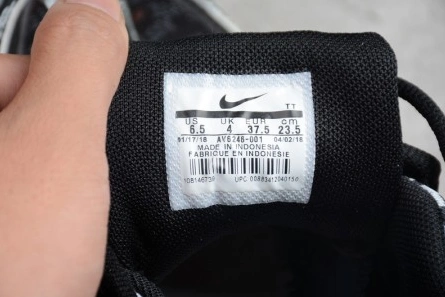 TT
US UK EUR cm
6.5 4 37.5 23.5
01/17/18 AV6246-001 04/02/18
MADE IN INDONESIA
FABRIQUE EN INDONESIE
UPC